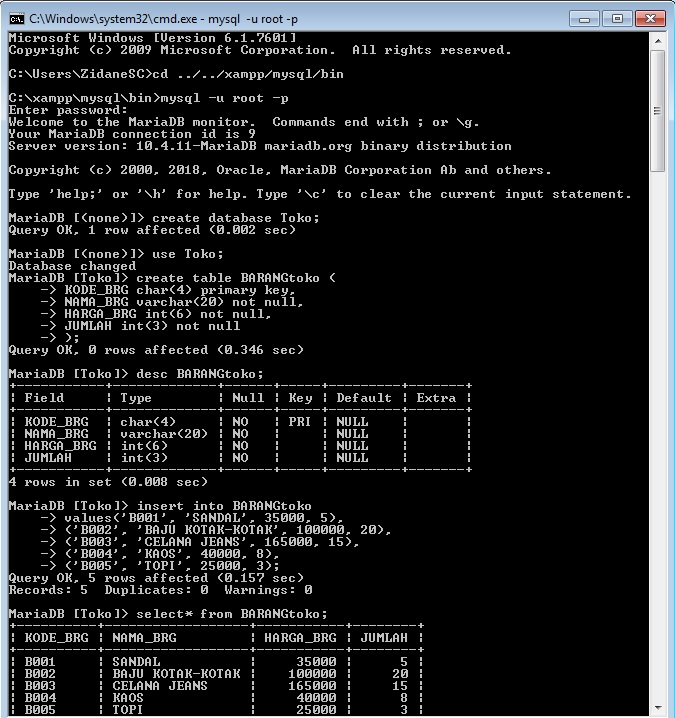 C:\Windows\system32\cmd.exe - mysql  -u root -p
Microsoft Windows [Version 6.1.7601]
Copyright (c) 2009 Microsoft Corporation.  All rights reserved.
C:\Users\ZidaneSC>cd ../../xampp/mysql/bin
C:\xampp\mysql\bin>mysql -u root -p
Enter password:
Welcome to the MariaDB monitor.  Commands end with ; or \g.
Your MariaDB connection id is 9
Server version: 10.4.11-MariaDB mariadb.org binary distribution
Copyright (c) 2000, 2018, Oracle, MariaDB Corporation Ab and others.
Type 'help;' or '\h' for help. Type '\c' to clear the current input statement.
MariaDB [(none)]> create database Toko;
Query OK, 1 row affected (0.002 sec)
MariaDB [(none)]> use Toko;
Database changed
MariaDB [Toko]> create table BARANGtoko (
    -> KODE_BRG char(4) primary key,
    -> NAMA_BRG varchar(20) not null,
    -> HARGA_BRG int(6) not null,
    -> JUMLAH int(3) not null
    -> );
Query OK, 0 rows affected (0.346 sec)
MariaDB [Toko]> desc BARANGtoko;
+-----------+-------------+------+-----+---------+-------+
| Field     | Type        | Null | Key | Default | Extra |
+-----------+-------------+------+-----+---------+-------+
| KODE_BRG  | char(4)     | NO   | PRI | NULL    |       |
| NAMA_BRG  | varchar(20) | NO   |     | NULL    |       |
| HARGA_BRG | int(6)      | NO   |     | NULL    |       |
| JUMLAH    | int(3)      | NO   |     | NULL    |       |
+-----------+-------------+------+-----+---------+-------+
4 rows in set (0.008 sec)
MariaDB [Toko]> insert into BARANGtoko
    -> values('B001', 'SANDAL', 35000, 5),
    -> ('B002', 'BAJU KOTAK-KOTAK', 100000, 20),
    -> ('B003', 'CELANA JEANS', 165000, 15),
    -> ('B004', 'KAOS', 40000, 8),
    -> ('B005', 'TOPI', 25000, 3);
Query OK, 5 rows affected (0.157 sec)
Records: 5  Duplicates: 0  Warnings: 0
MariaDB [Toko]> select* from BARANGtoko;
+----------+------------------+-----------+--------+
| KODE_BRG | NAMA_BRG         | HARGA_BRG | JUMLAH |
+----------+------------------+-----------+--------+
| B001     | SANDAL           |     35000 |      5 |
| B002     | BAJU KOTAK-KOTAK |    100000 |     20 |
| B003     | CELANA JEANS     |    165000 |     15 |
| B004     | KAOS             |     40000 |      8 |
| B005     | TOPI             |     25000 |      3 |